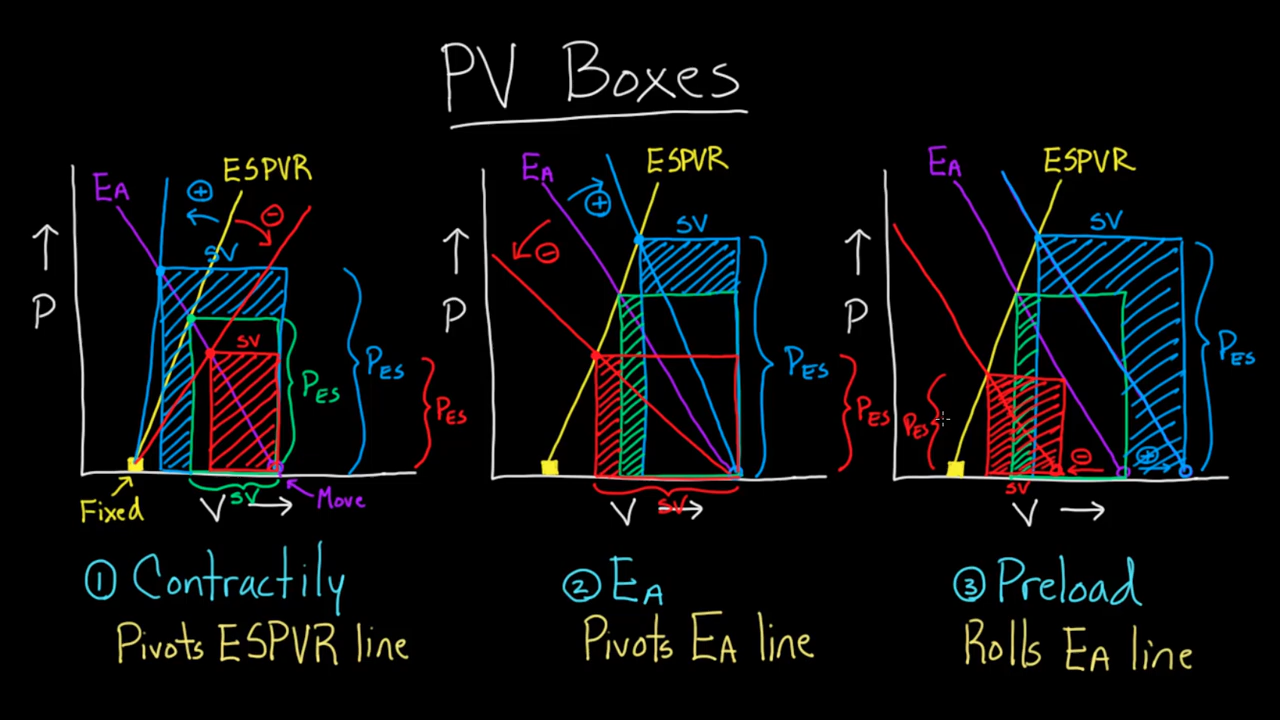 PV Boxes
EA ⊕ ESPVR ⊖
SV
SV
PES
PES
PES
↑
P
Fixed
SV
V →
Move
① Contractily
Pivots ESPVR line
EA ⊕ ESPVR
⊖
SV
PES
PES
↑
P
SV
V →
② EA
Pivots EA line
EA ESPVR
SV
PES
PES
↑
P
⊖ ⊕
SV
V →
③ Preload
Rolls EA line